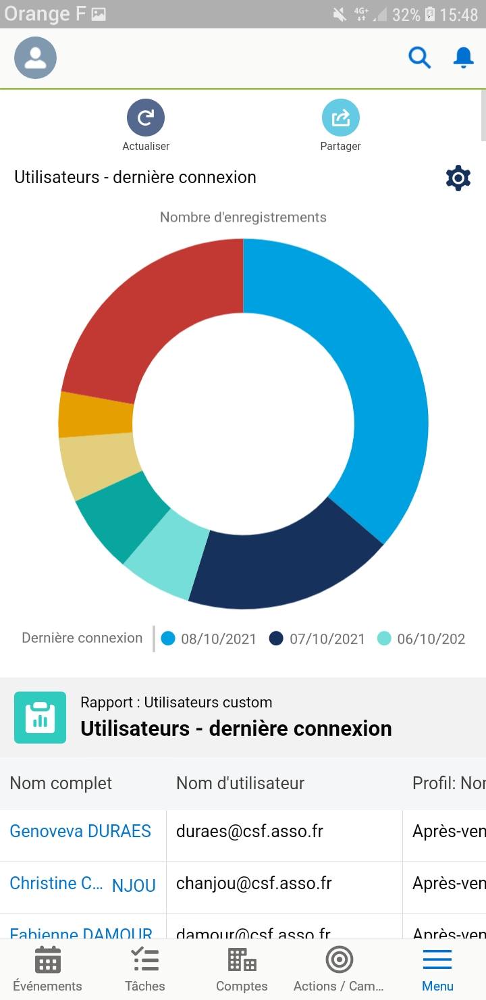 Orange F 4G+ 32% 15:48
Actualiser Partager
Utilisateurs - dernière connexion
Nombre d'enregistrements
Dernière connexion 08/10/2021 07/10/2021 06/10/202
Rapport : Utilisateurs custom
Utilisateurs - dernière connexion
Nom complet Nom d'utilisateur Profil: Nor
Genoveva DURAES duraes@csf.asso.fr Après-ven
Christine C... NJOU chanjou@csf.asso.fr Après-ven
Fabienne DAMOUR damour@csf.asso.fr Après-ven
Événements Tâches Comptes Actions / Cam... Menu